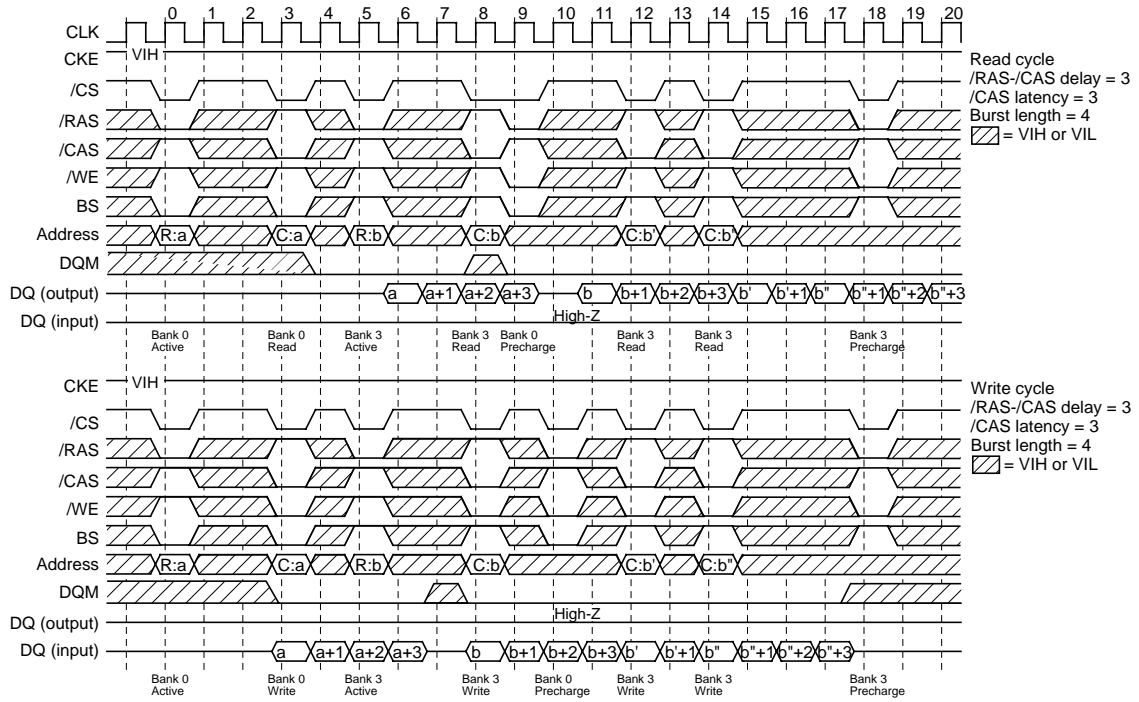 0 1 2 3 4 5 6 7 8 9 10 11 12 13 14 15 16 17 18 19 20
CLK
CKE VIH
/CS
/RAS
/CAS
/WE
BS
Address R:a C:a R:b C:b C:b' C:b"
DQM
DQ (output) a a+1 a+2 a+3 b b+1 b+2 b+3 b' b'+1 b" b"+1 b"+2 b"+3
DQ (input) High-Z
Bank 0 Bank 0 Bank 3 Bank 3 Bank 0 Bank 3 Bank 3 Bank 3
Active Read Active Read Precharge Read Read Precharge
Read cycle
/RAS-/CAS delay = 3
/CAS latency = 3
Burst length = 4
= VIH or VIL
CKE VIH
/CS
/RAS
/CAS
/WE
BS
Address R:a C:a R:b C:b C:b' C:b"
DQM
High-Z
DQ (output)
DQ (input) a a+1 a+2 a+3 b b+1 b+2 b+3 b' b'+1 b" b"+1 b"+2 b"+3
Bank 0 Bank 0 Bank 3 Bank 3 Bank 0 Bank 3 Bank 3 Bank 3
Active Write Active Write Precharge Write Write Precharge
Write cycle
/RAS-/CAS delay = 3
/CAS latency = 3
Burst length = 4
= VIH or VIL